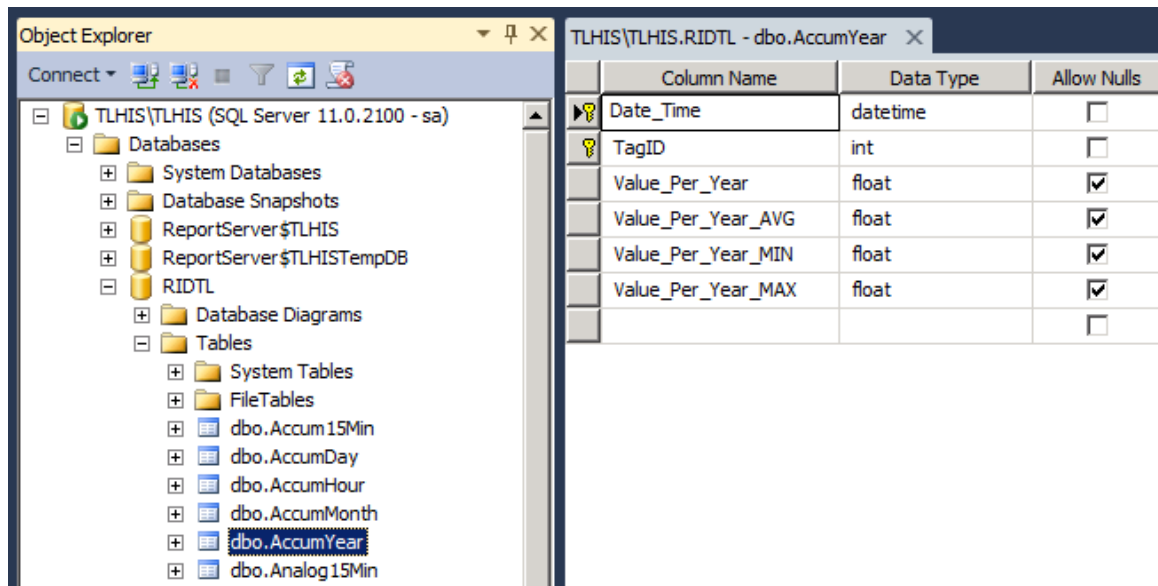 Object Explorer
Connect
TLHIS\TLHIS (SQL Server 11.0.2100 - sa)
Databases
System Databases
Database Snapshots
ReportServer$TLHIS
ReportServer$TLHISTempDB
RIDTL
Database Diagrams
Tables
System Tables
FileTables
dbo.Accum15Min
dbo.AccumDay
dbo.AccumHour
dbo.AccumMonth
dbo.AccumYear
dbo.Analog15Min
TLHIS\TLHIS.RIDTL - dbo.AccumYear
Column Name Data Type Allow Nulls
Date_Time datetime
TagID int
Value_Per_Year float
Value_Per_Year_AVG float
Value_Per_Year_MIN float
Value_Per_Year_MAX float